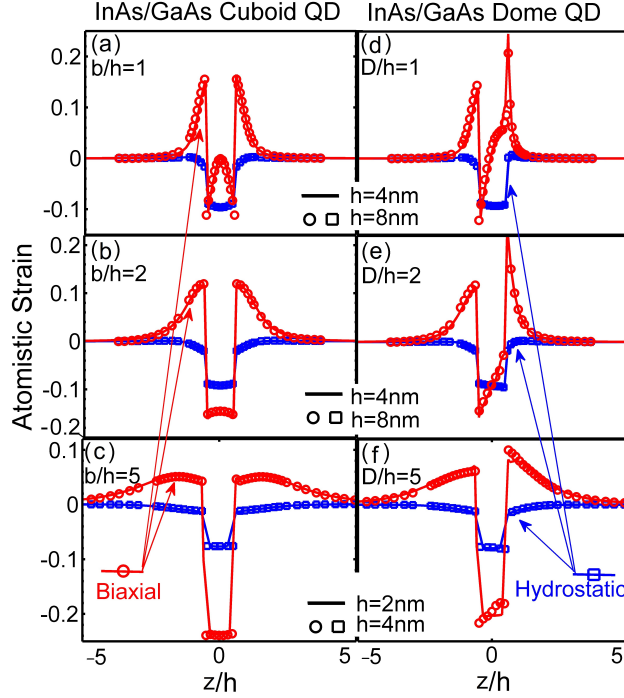 InAs/GaAs Cuboid QD
InAs/GaAs Dome QD
Atomistic Strain
(a)
b/h=1
0.2
0.1
0
-0.1
(d)
D/h=1
h=4nm
h=8nm
(b)
b/h=2
0.2
0.1
0
-0.1
-0.2
(e)
D/h=2
h=4nm
h=8nm
(c)
b/h=5
0.1
0
-0.1
-0.2
Biaxial
(f)
D/h=5
Hydrostatic
h=2nm
h=4nm
−5
0
5
−5
0
5
z/h
z/h